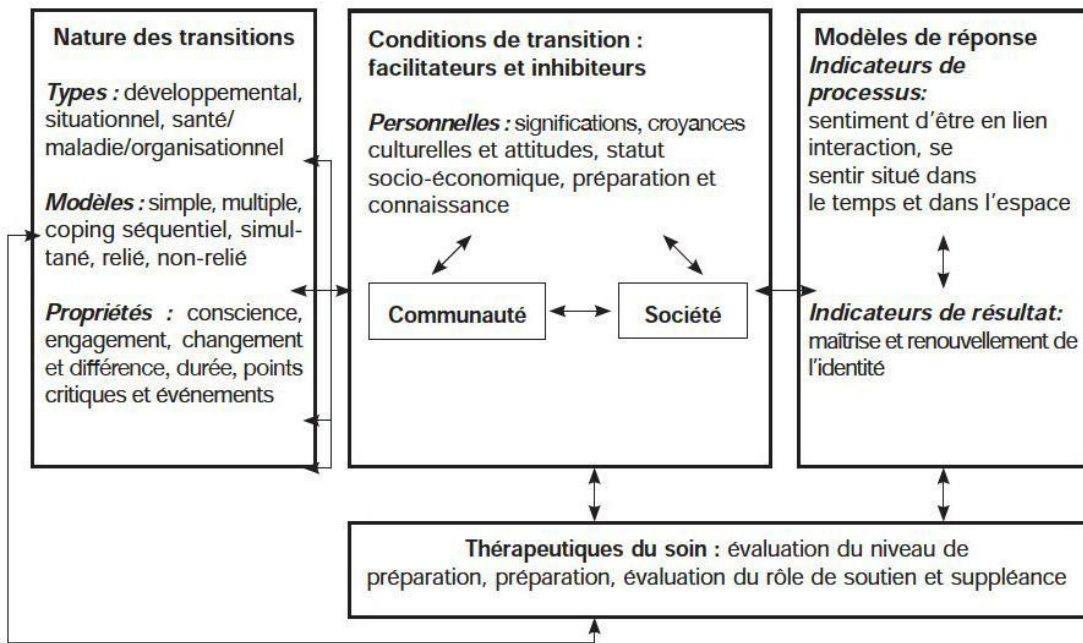 Nature des transitions
Types : développemental,
situationnel, santé/
maladie/organisationnel
Modèles : simple, multiple,
coping séquentiel, simul-
tané, relié, non-relié
Propriétés : conscience,
engagement, changement
et différence, durée, points
critiques et événements
Conditions de transition :
facilitateurs et inhibiteurs
Personnelles : significations, croyances
culturelles et attitudes, statut
socio-économique, préparation et
connaissance
Communauté
Société
Modèles de réponse
Indicateurs de
processus:
sentiment d'être en lien
interaction, se
sentir situé dans
le temps et dans l'espace
Indicateurs de résultat:
maîtrise et renouvellement de
l'identité
Thérapeutiques du soin : évaluation du niveau de
préparation, préparation, évaluation du rôle de soutien et suppléance